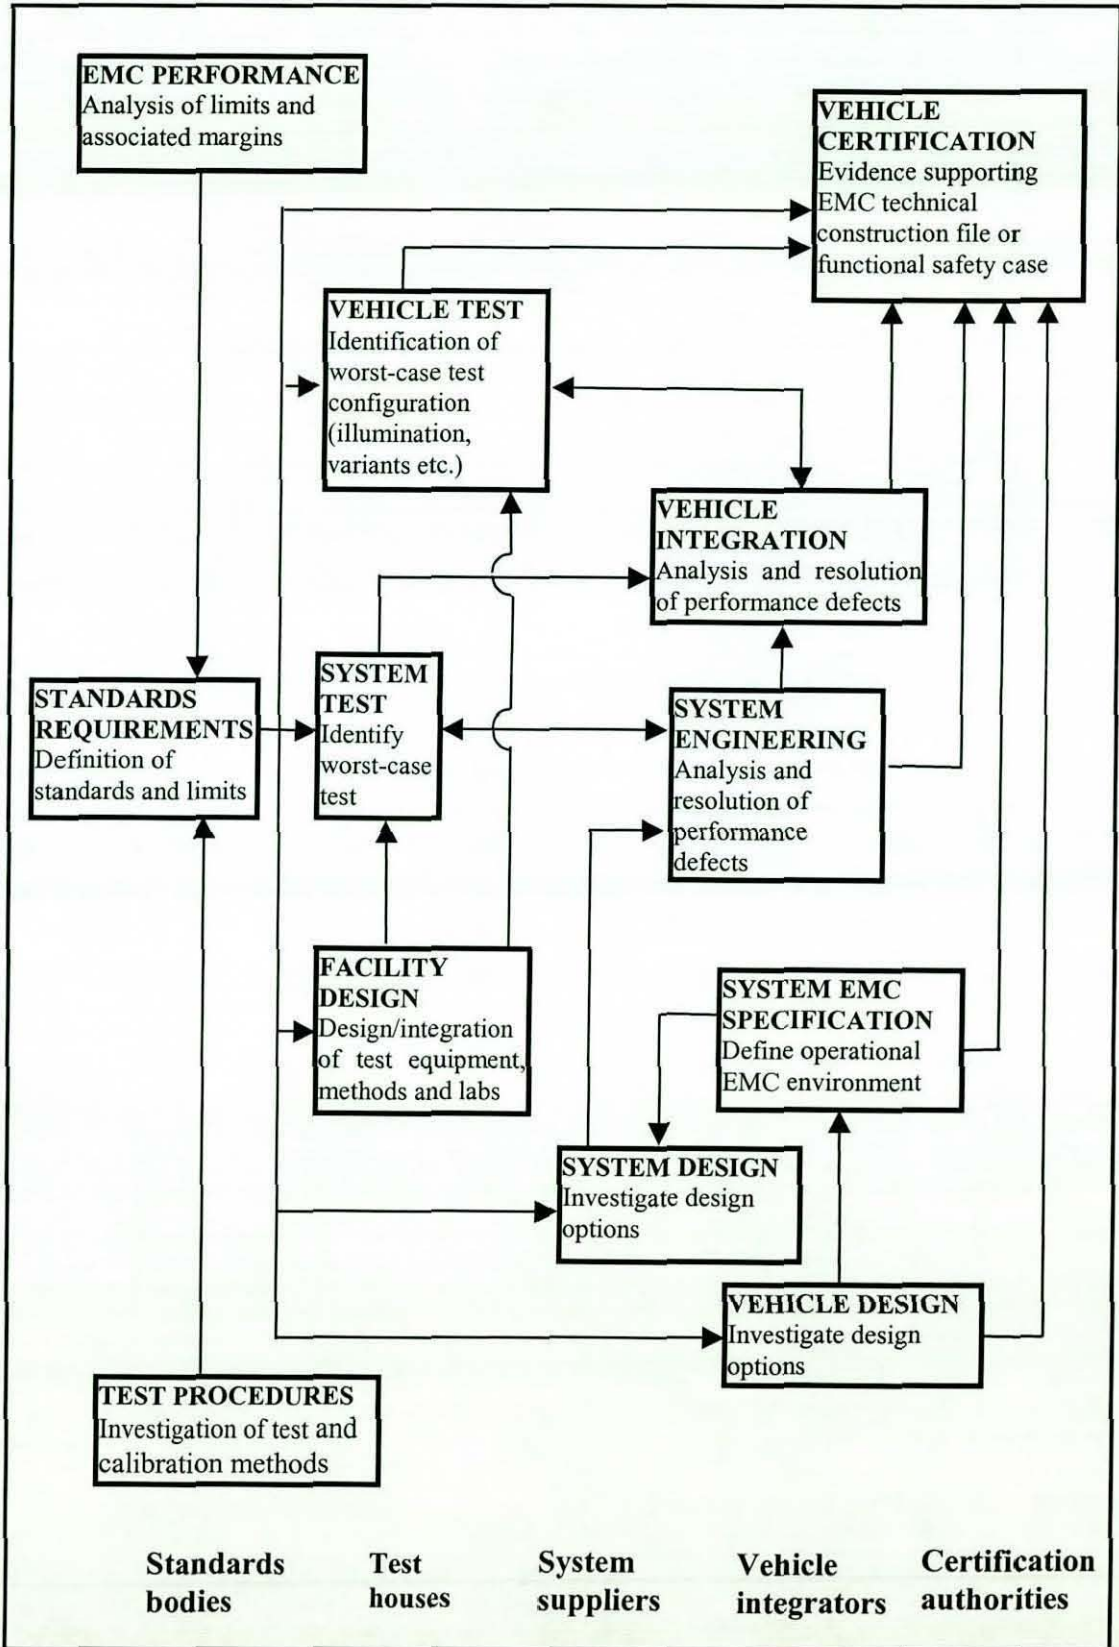 EMC PERFORMANCE
Analysis of limits and
associated margins
VEHICLE
CERTIFICATION
Evidence supporting
EMC technical
construction file or
functional safety case
VEHICLE TEST
Identification of
worst-case test
configuration
(illumination,
variants etc.)
VEHICLE
INTEGRATION
Analysis and resolution
of performance defects
STANDARDS
REQUIREMENTS
Definition of
standards and limits
SYSTEM
TEST
Identify
worst-case
test
SYSTEM
ENGINEERING
Analysis and
resolution of
performance
defects
FACILITY
DESIGN
Design/integration
of test equipment,
methods and labs
SYSTEM EMC
SPECIFICATION
Define operational
EMC environment
SYSTEM DESIGN
Investigate design
options
VEHICLE DESIGN
Investigate design
options
TEST PROCEDURES
Investigation of test and
calibration methods
Standards
bodies
Test
houses
System
suppliers
Vehicle
integrators
Certification
authorities